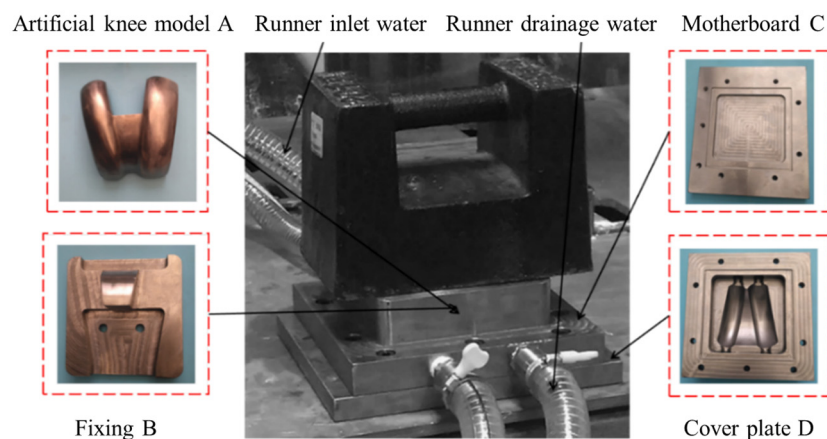 Artificial knee model A
Runner inlet water
Runner drainage water
Motherboard C
Fixing B
Cover plate D